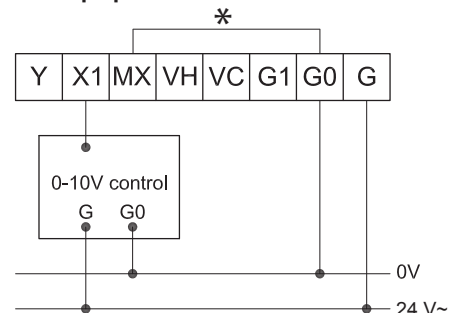 *
Y X1 MX VH VC G1 G0 G
0-10V control
G G0
0V
24 V~